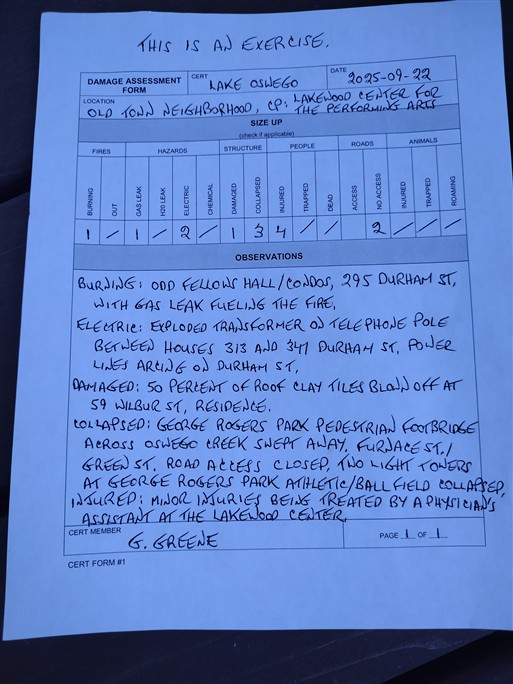 THIS IS AN EXERCISE.
DAMAGE ASSESSMENT FORM
CERT LAKE OSWEGO
DATE 2025-09-22
LOCATION OLD TOWN NEIGHBORHOOD, CP: LAKEWOOD CENTER FOR
THE PERFORMING ARTS
SIZE UP
(check if applicable)
FIRES HAZARDS STRUCTURE PEOPLE ROADS ANIMALS
BURNING OUT GAS LEAK H20 LEAK ELECTRIC CHEMICAL DAMAGED COLLAPSED INJURED TRAPPED DEAD ACCESS NO ACCESS INJURED TRAPPED ROAMING
1 / 1 / 2 / 1 3 4 / / 2 / / /
OBSERVATIONS
BURNING: ODD FELLOWS HALL/CONDOS, 295 DURHAM ST,
WITH GAS LEAK FUELING THE FIRE.
ELECTRIC: EXPLODED TRANSFORMER ON TELEPHONE POLE
BETWEEN HOUSES 313 AND 341 DURHAM ST. POWER
LINES ARCING ON DURHAM ST.
DAMAGED: 50 PERCENT OF ROOF CLAY TILES BLOWN OFF AT
59 WILBUR ST, RESIDENCE.
COLLAPSED: GEORGE ROGERS PARK PEDESTRIAN FOOTBRIDGE
ACROSS OSWEGO CREEK SWEPT AWAY. FURNACE ST./
GREEN ST. ROAD ACCESS CLOSED. TWO LIGHT TOWERS
AT GEORGE ROGERS PARK ATHLETIC/BALL FIELD COLLAPSED.
INJURED: MINOR INJURIES BEING TREATED BY A PHYSICIAN'S
ASSISTANT AT THE LAKEWOOD CENTER.
CERT MEMBER
G. GREENE
PAGE 1 OF 1
CERT FORM #1